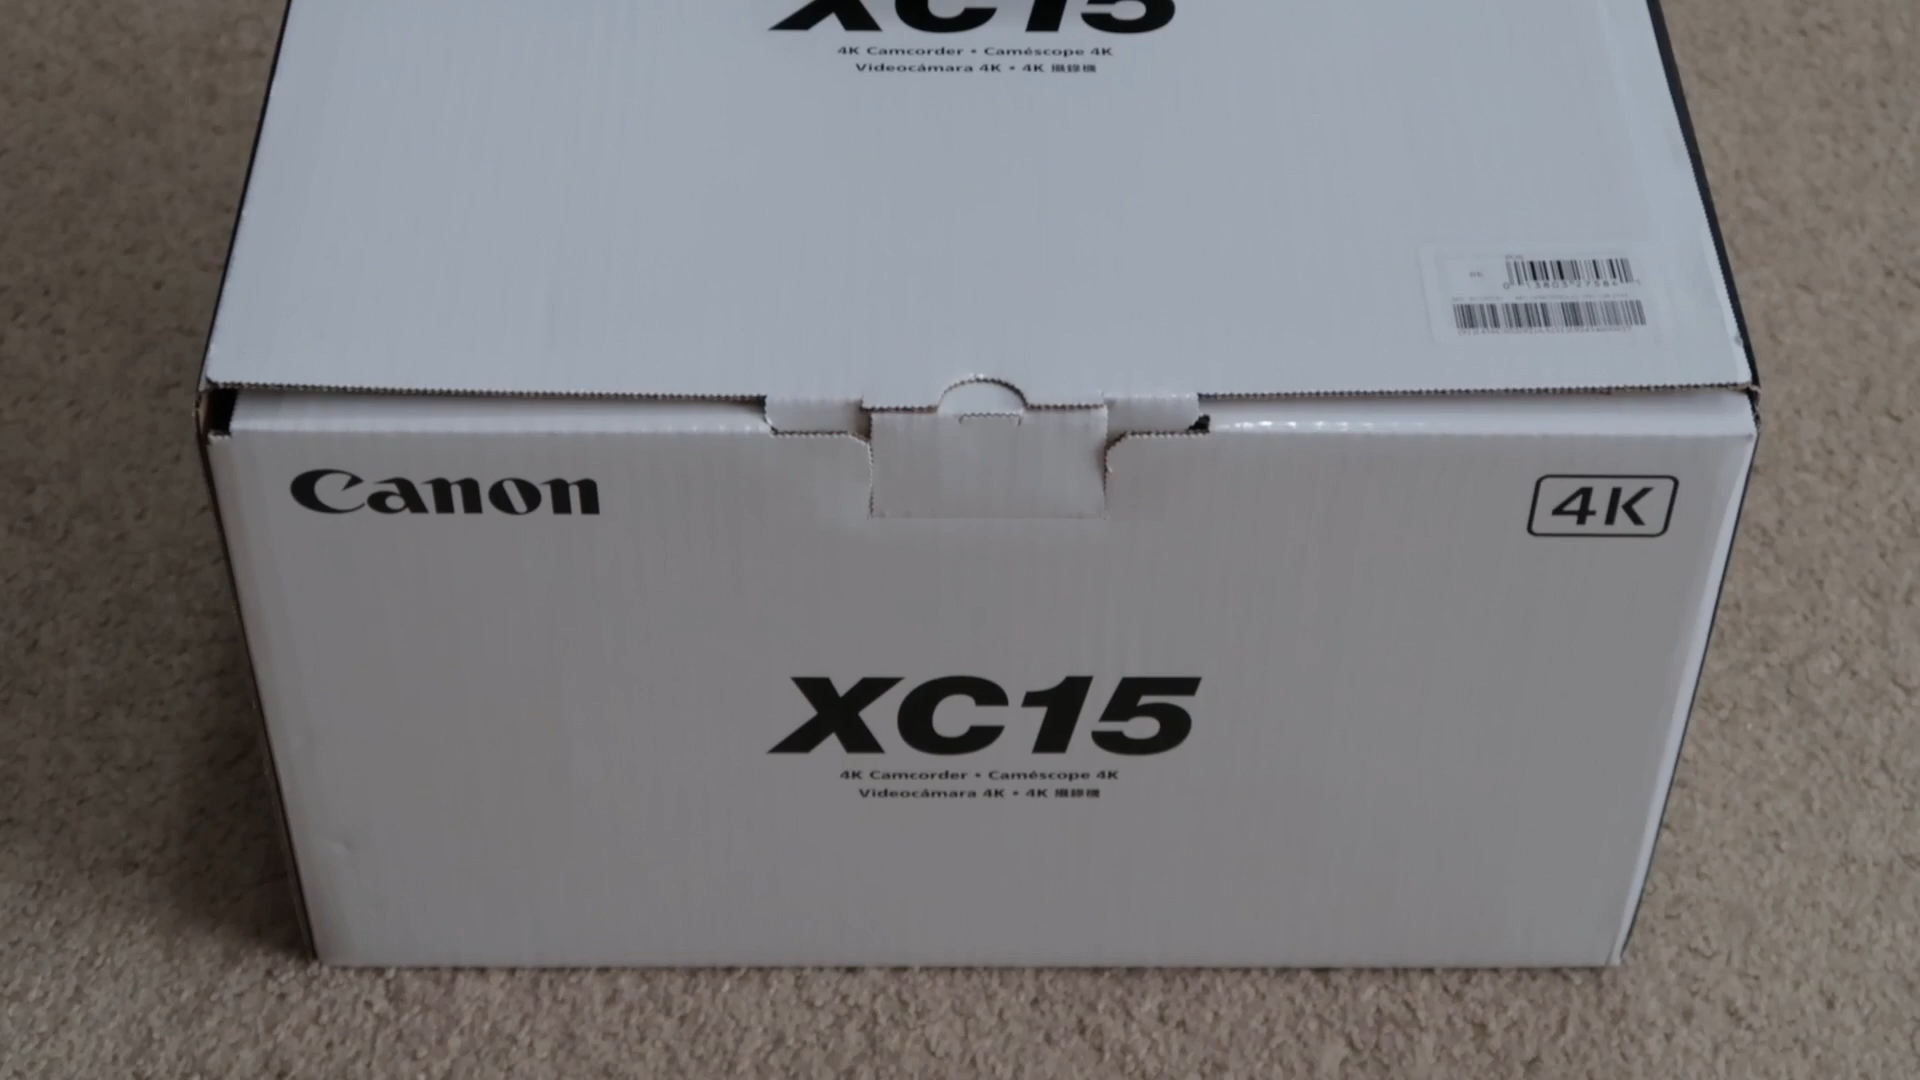 XC15
4K Camcorder • Caméscope 4K
Videocámara 4K • 4K 攝錄機
Canon
4K
XC15
4K Camcorder • Caméscope 4K
Videocámara 4K • 4K 攝錄機